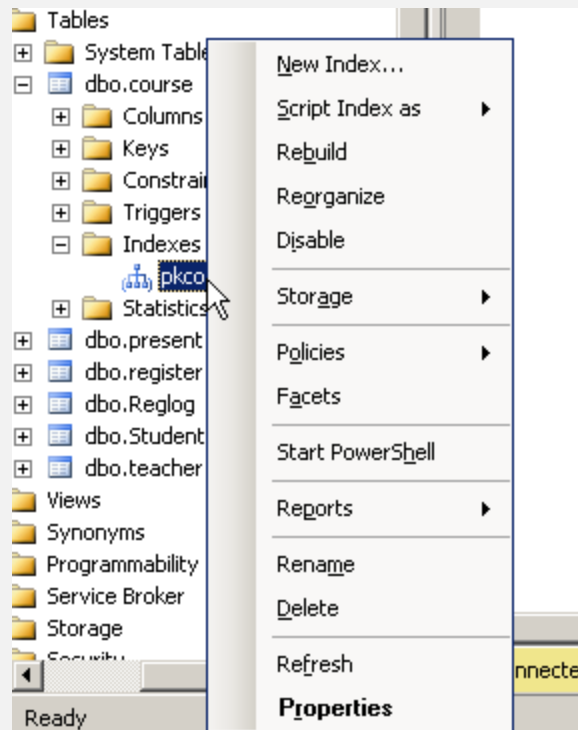 Tables
System Table
dbo.course
Columns
Keys
Constrai
Triggers
Indexes
pkco
Statistics
dbo.present
dbo.register
dbo.Reglog
dbo.Student
dbo.teacher
Views
Synonyms
Programmability
Service Broker
Storage
Security
Ready
New Index...
Script Index as
Rebuild
Reorganize
Disable
Storage
Policies
Facets
Start PowerShell
Reports
Rename
Delete
Refresh
Properties
nnecte